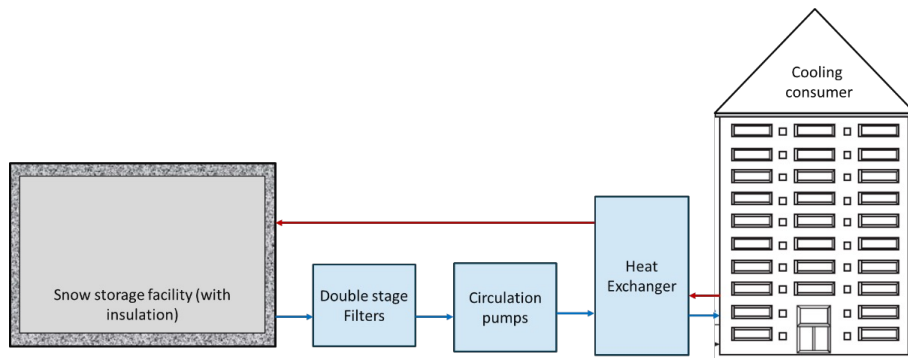 Cooling
consumer
Snow storage facility (with
insulation)
Double stage
Filters
Circulation
pumps
Heat
Exchanger